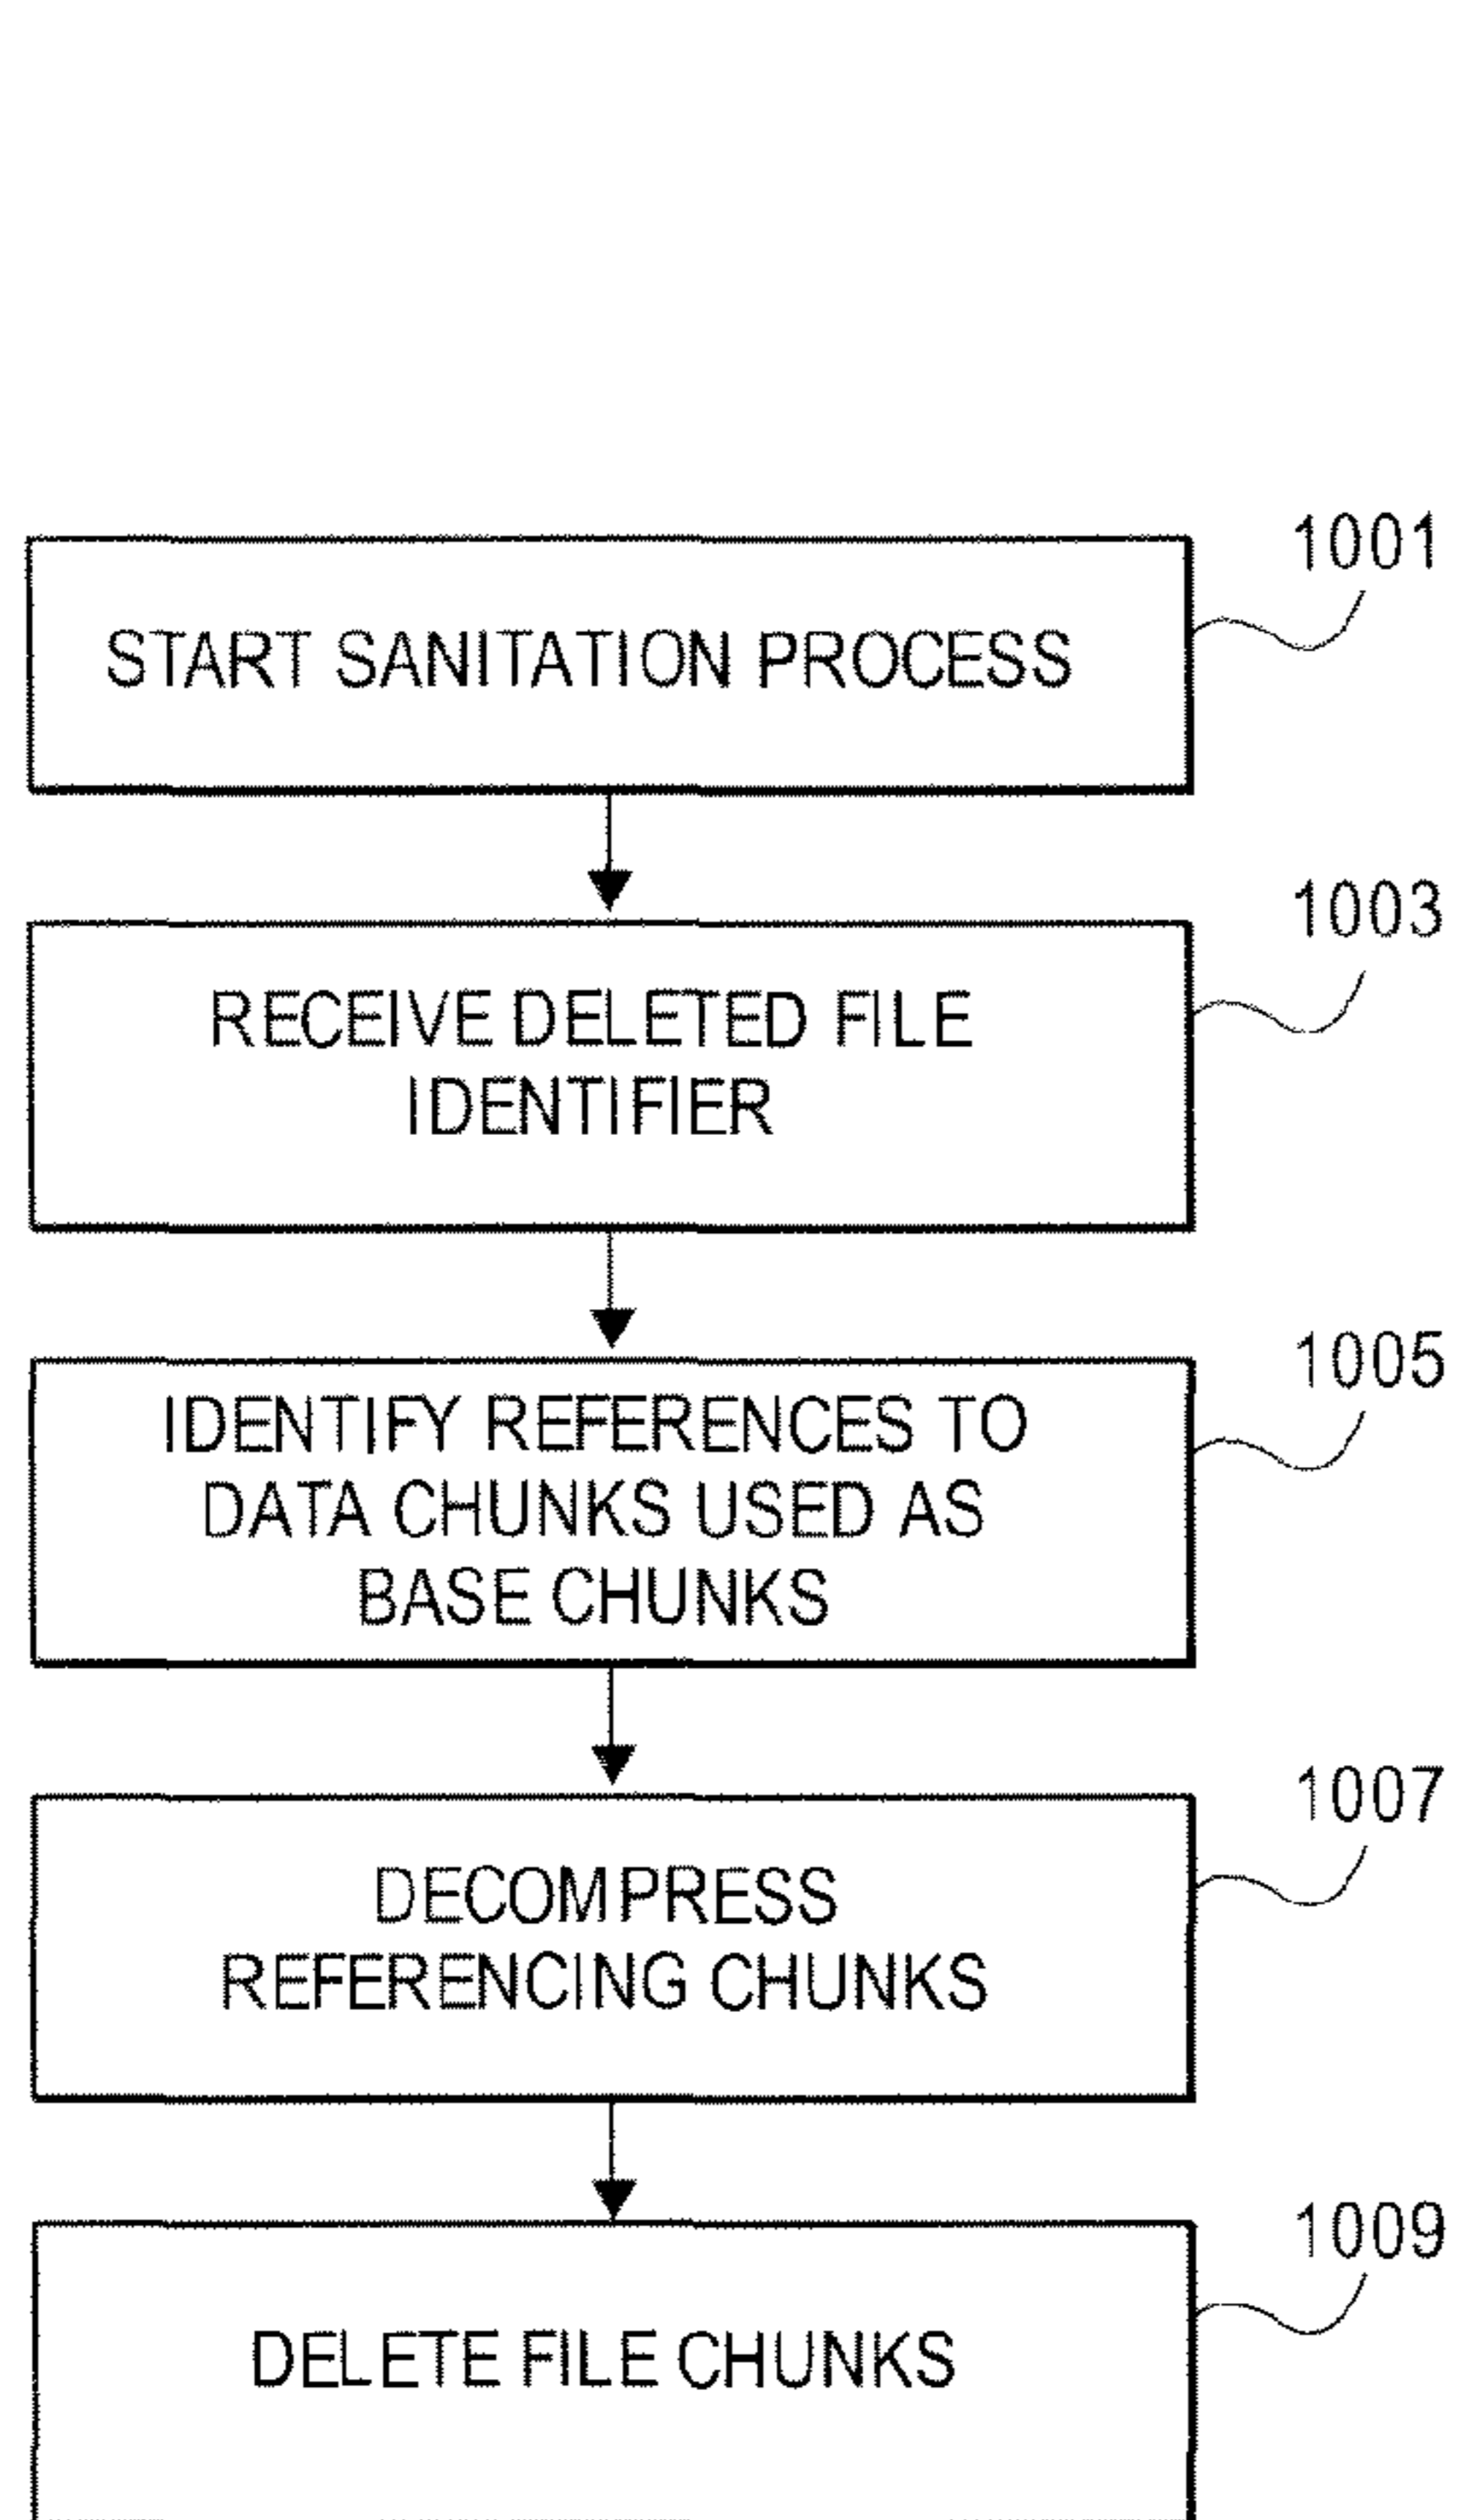 1001
START SANITATION PROCESS
1003
RECEIVE DELETED FILE
IDENTIFIER
1005
IDENTIFY REFERENCES TO
DATA CHUNKS USED AS
BASE CHUNKS
1007
DECOMPRESS
REFERENCING CHUNKS
1009
DELETE FILE CHUNKS